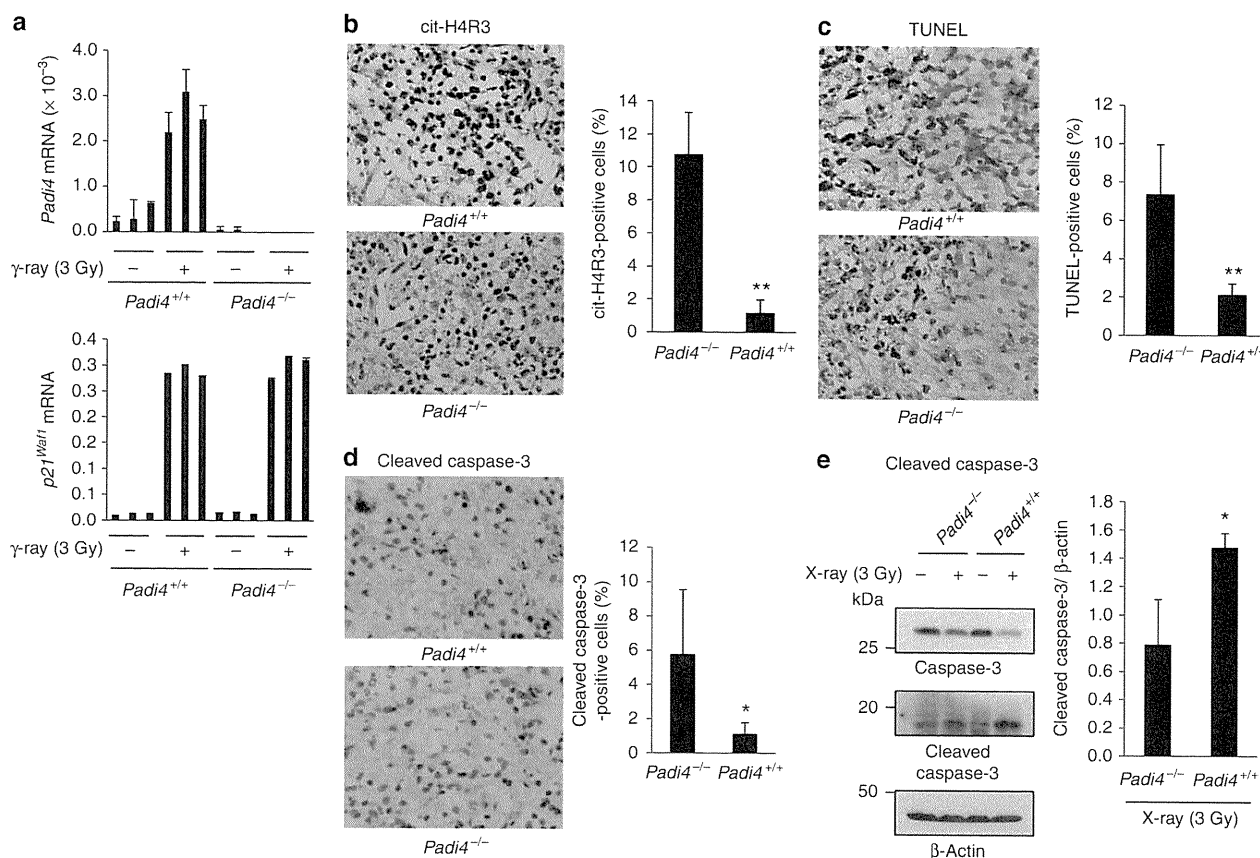 a
4.0
3.0
2.0
1.0
0.0
Padi4 mRNA (× 10⁻³)
γ-ray (3 Gy) − + − +
Padi4⁺/⁺ Padi4⁻/⁻
0.4
0.3
0.3
0.2
0.2
0.1
0.1
0.0
p21ᵂᵃᶠ¹ mRNA
γ-ray (3 Gy) − + − +
Padi4⁺/⁺ Padi4⁻/⁻
b
cit-H4R3
Padi4⁺/⁺
Padi4⁻/⁻
14
12
10
8
6
4
2
0
cit-H4R3-positive cells (%)
**
Padi4⁻/⁻ Padi4⁺/⁺
c
TUNEL
Padi4⁺/⁺
Padi4⁻/⁻
12
10
8
6
4
2
0
TUNEL-positive cells (%)
**
Padi4⁻/⁻ Padi4⁺/⁺
d
Cleaved caspase-3
Padi4⁺/⁺
Padi4⁻/⁻
12
10
8
6
4
2
0
Cleaved caspase-3
-positive cells (%)
*
Padi4⁻/⁻ Padi4⁺/⁺
e
Cleaved caspase-3
Padi4⁻/⁻ Padi4⁺/⁺
X-ray (3 Gy) − + − +
kDa
25
Caspase-3
20
Cleaved
caspase-3
50
β-Actin
1.8
1.6
1.4
1.2
1.0
0.8
0.6
0.4
0.2
0.0
Cleaved caspase-3/ β-actin
*
Padi4⁻/⁻ Padi4⁺/⁺
X-ray (3 Gy)